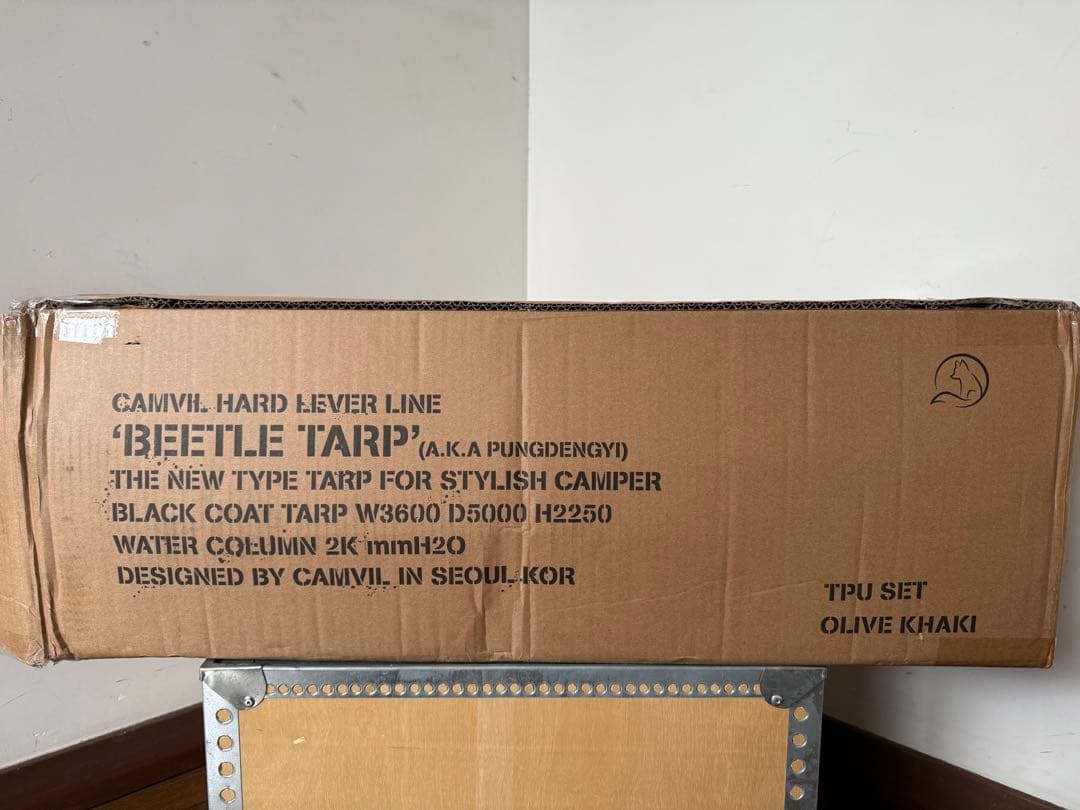 CAMVIL HARD LEVER LINE
'BEETLE TARP' (A.K.A PUNGDENGYI)
THE NEW TYPE TARP FOR STYLISH CAMPER
BLACK COAT TARP W3600 D5000 H2250
WATER COLUMN 2K mmH2O
DESIGNED BY CAMVIL IN SEOUL KOR
TPU SET
OLIVE KHAKI